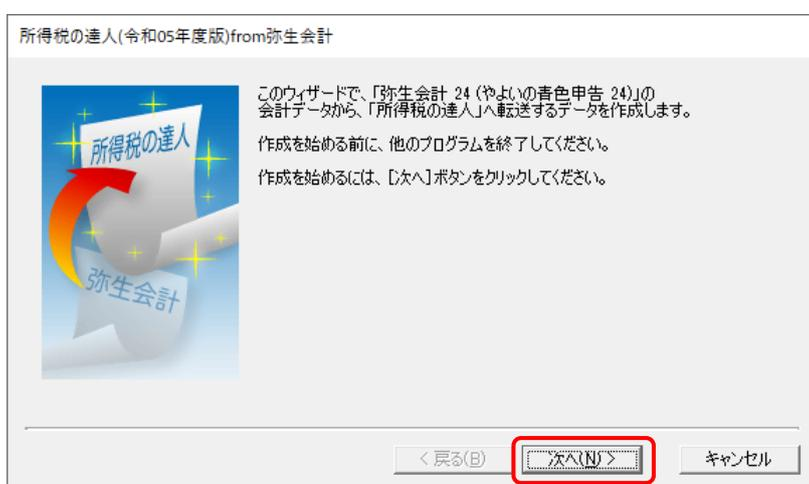 所得税の達人(令和05年度版)from弥生会計
このウィザードで、「弥生会計 24 (やよいの青色申告 24)」の
会計データから、「所得税の達人」へ転送するデータを作成します。
作成を始める前に、他のプログラムを終了してください。
作成を始めるには、[次へ]ボタンをクリックしてください。
所得税の達人
弥生会計
< 戻る(B)
次へ(N) >
キャンセル